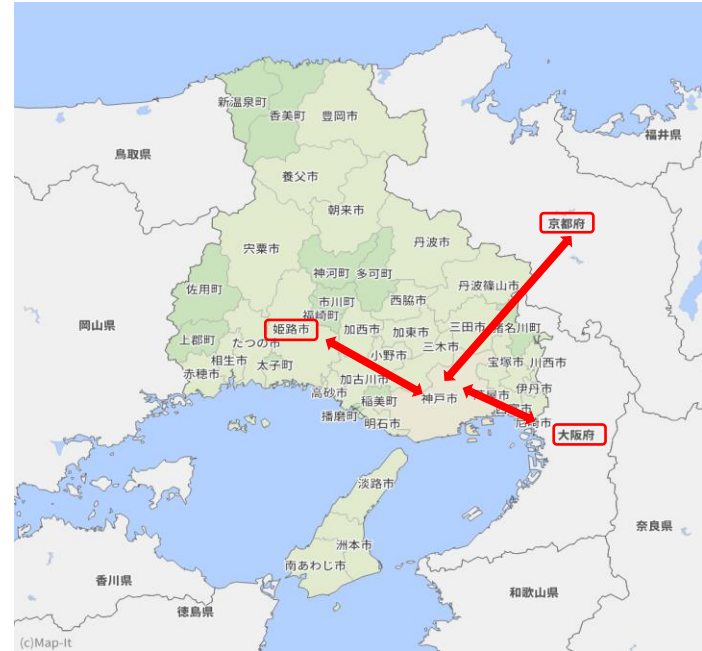 新温泉町
香美町
豊岡市
福井県
鳥取県
養父市
朝来市
京都府
宍粟市
丹波市
神河町
多可町
佐用町
丹波篠山市
市川町
西脇市
福崎町
岡山県
姫路市
加西市
加東市
三田市
猪名川町
上郡町
たつの市
三木市
小野市
相生市
太子町
宝塚市
川西市
赤穂市
加古川市
伊丹市
高砂市
稲美町
神戸市
芦屋市
播磨町
明石市
尼崎市
大阪府
淡路市
奈良県
洲本市
南あわじ市
香川県
和歌山県
徳島県
(c)Map-It